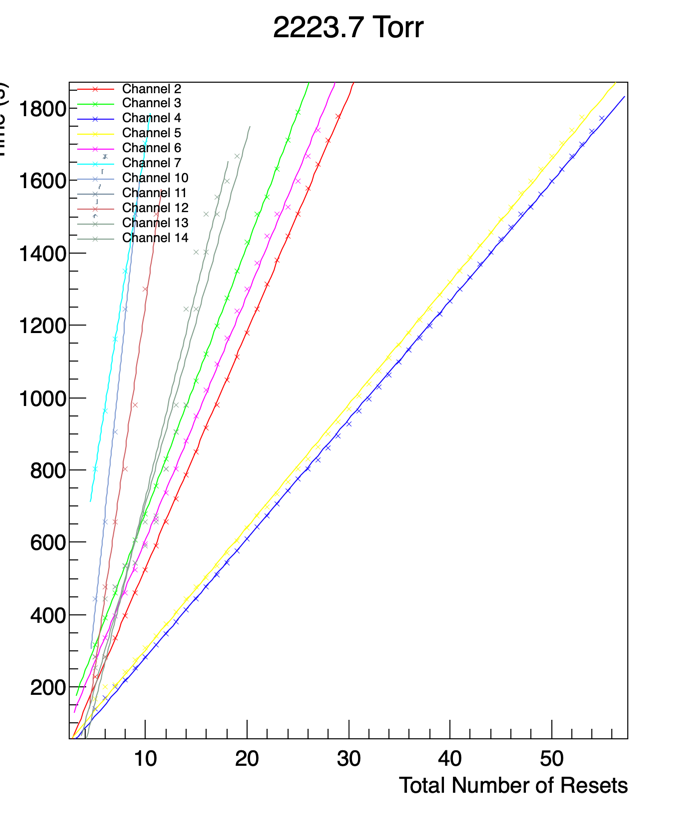 2223.7 Torr
Channel 2
Channel 3
Channel 4
Channel 5
Channel 6
Channel 7
Channel 10
Channel 11
Channel 12
Channel 13
Channel 14
1800
1600
1400
1200
1000
800
600
400
200
10 20 30 40 50
Total Number of Resets